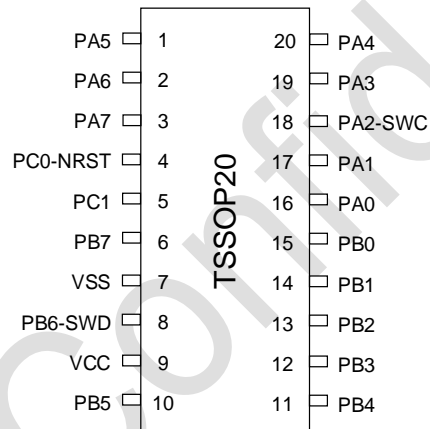 PA5 1 20 PA4
PA6 2 19 PA3
PA7 3 18 PA2-SWC
PC0-NRST 4 17 PA1
PC1 5 16 PA0
PB7 6 15 PB0
VSS 7 14 PB1
PB6-SWD 8 13 PB2
VCC 9 12 PB3
PB5 10 11 PB4
TSSOP20
Confid